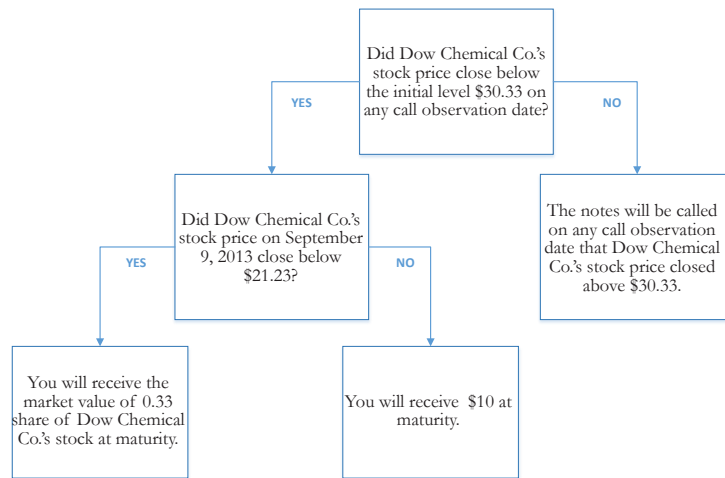 Did Dow Chemical Co.'s
stock price close below
the initial level $30.33 on
any call observation date?
YES
NO
Did Dow Chemical Co.'s
stock price on September
9, 2013 close below
$21.23?
The notes will be called
on any call observation
date that Dow Chemical
Co.'s stock price closed
above $30.33.
YES
NO
You will receive the
market value of 0.33
share of Dow Chemical
Co.'s stock at maturity.
You will receive $10 at
maturity.